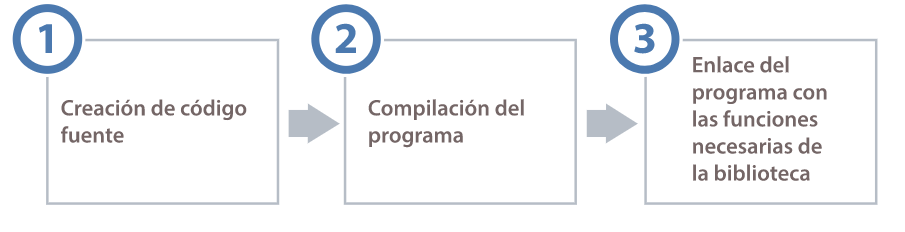 1
Creación de código
fuente
2
Compilación del
programa
3
Enlace del
programa con
las funciones
necesarias de
la biblioteca